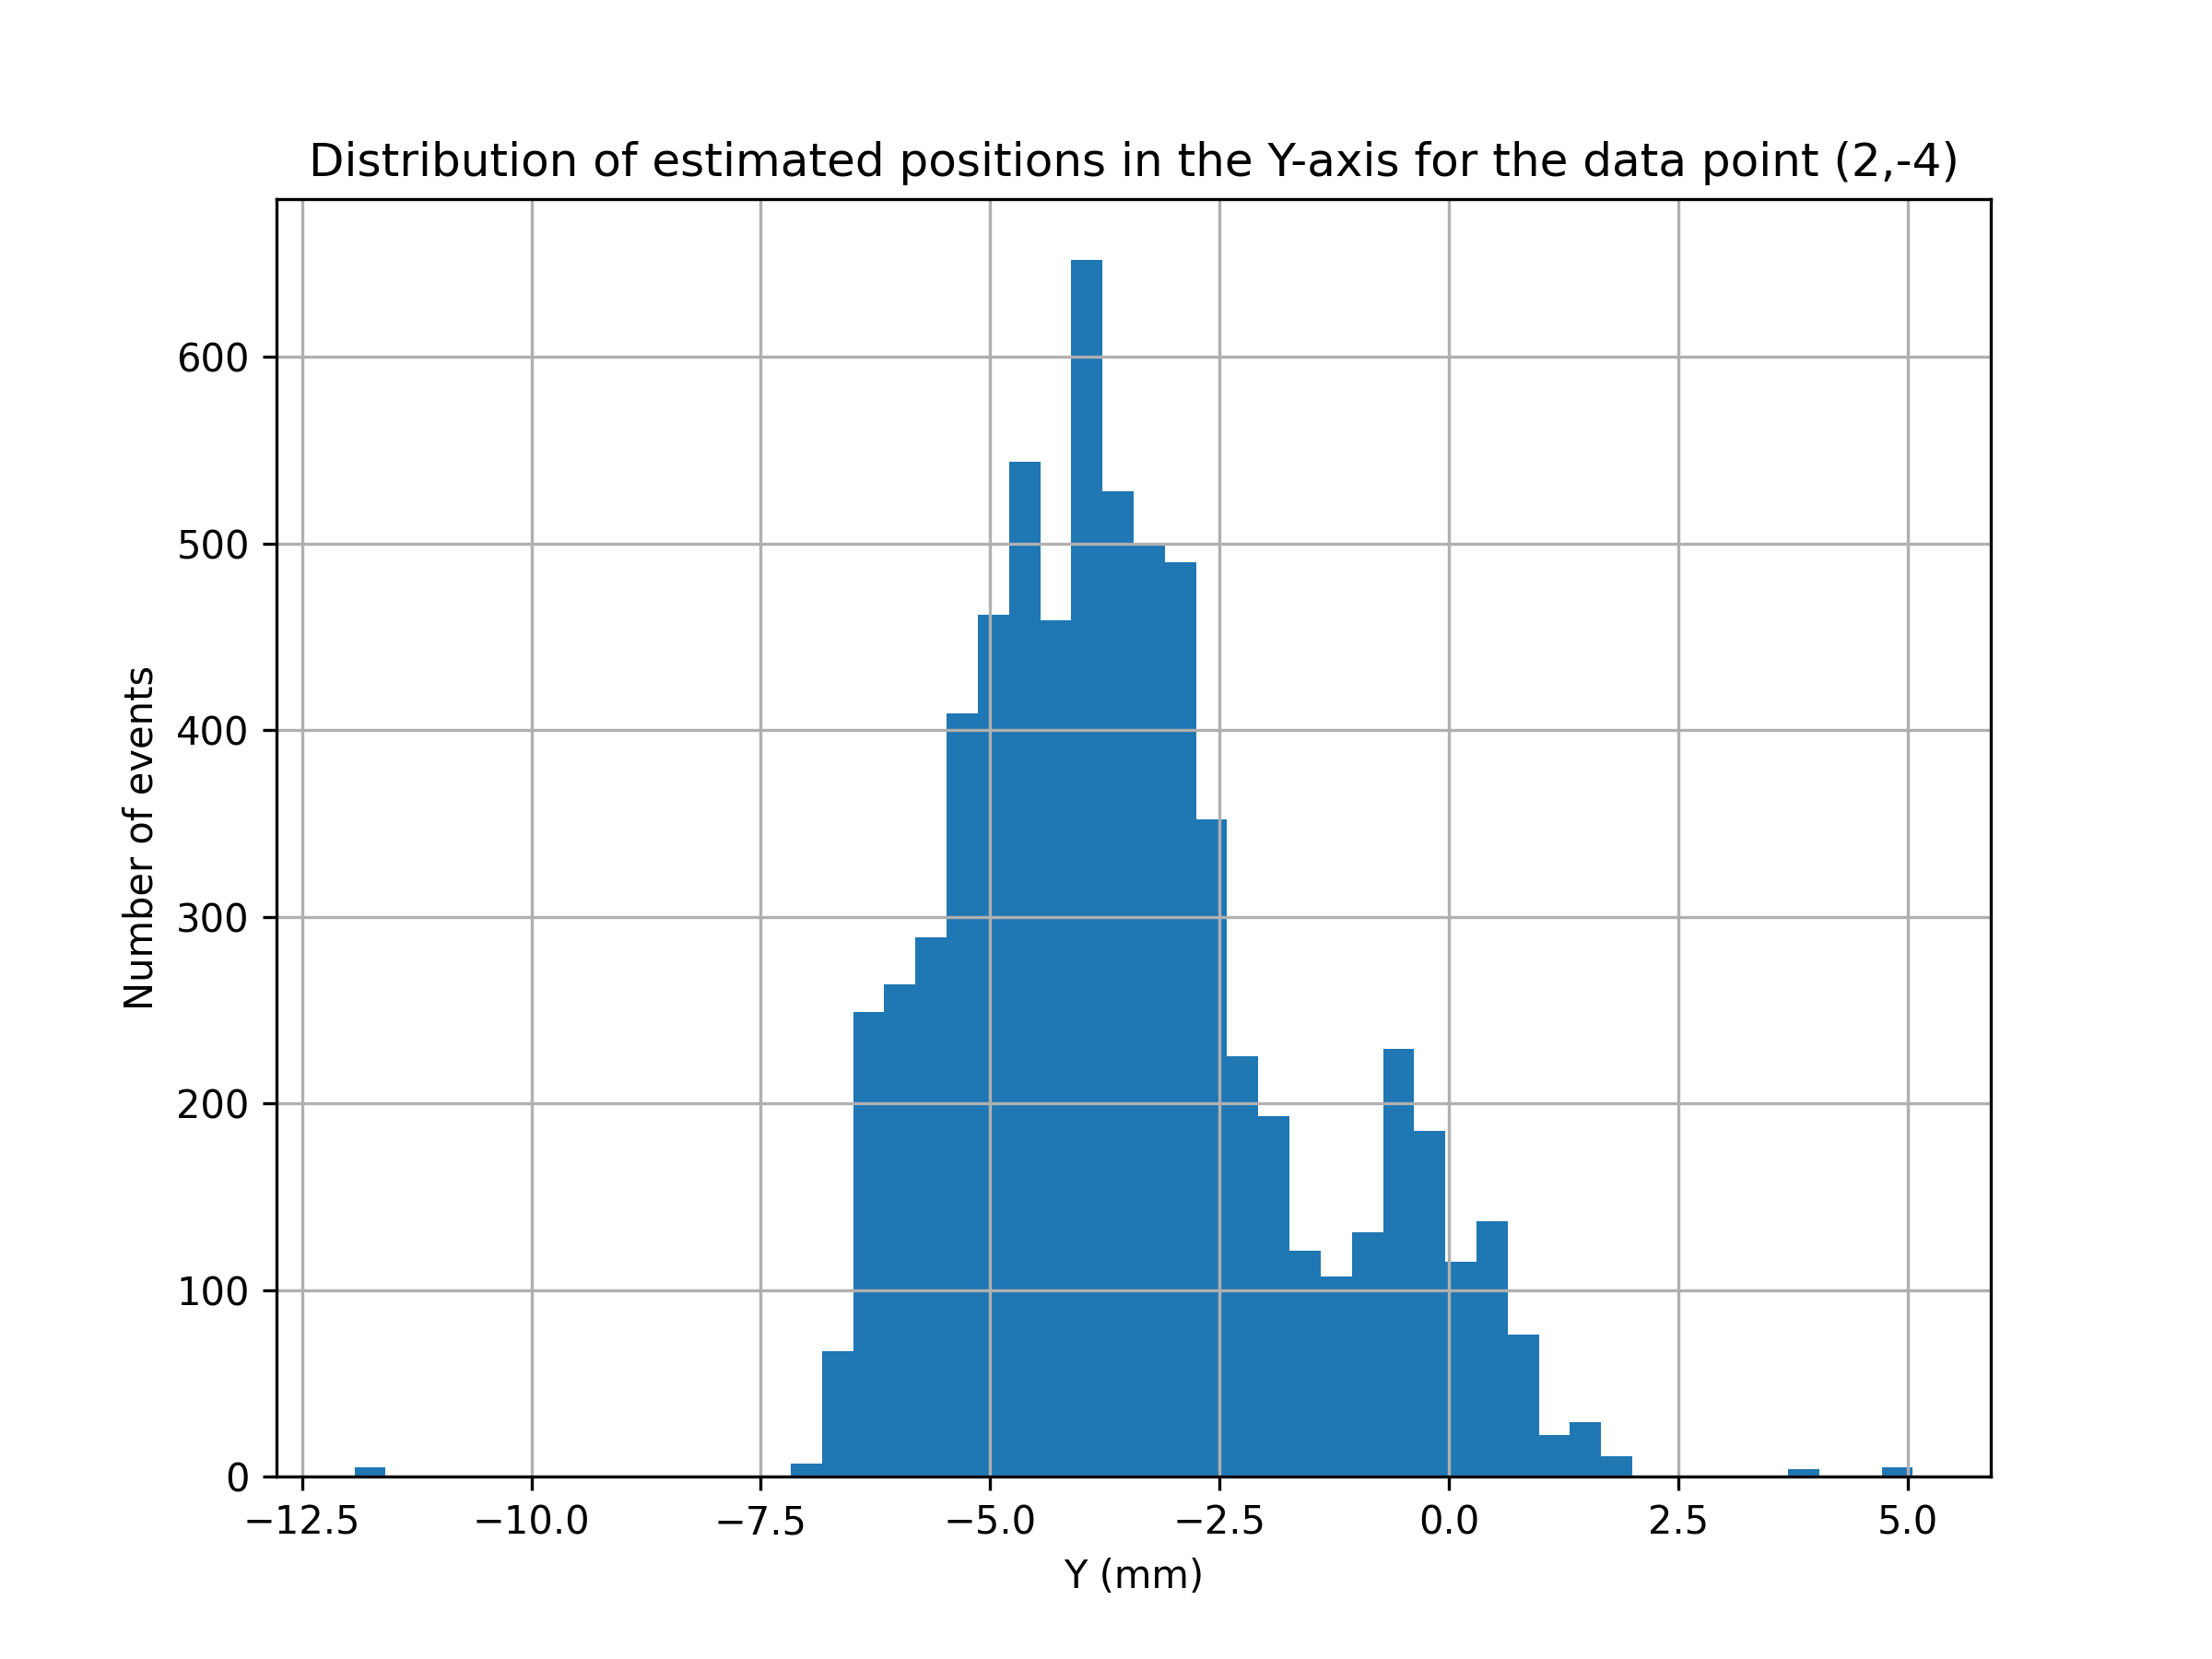 Distribution of estimated positions in the Y-axis for the data point (2,-4)
600
500
400
300
200
100
0
Number of events
−12.5 −10.0 −7.5 −5.0 −2.5 0.0 2.5 5.0
Y (mm)